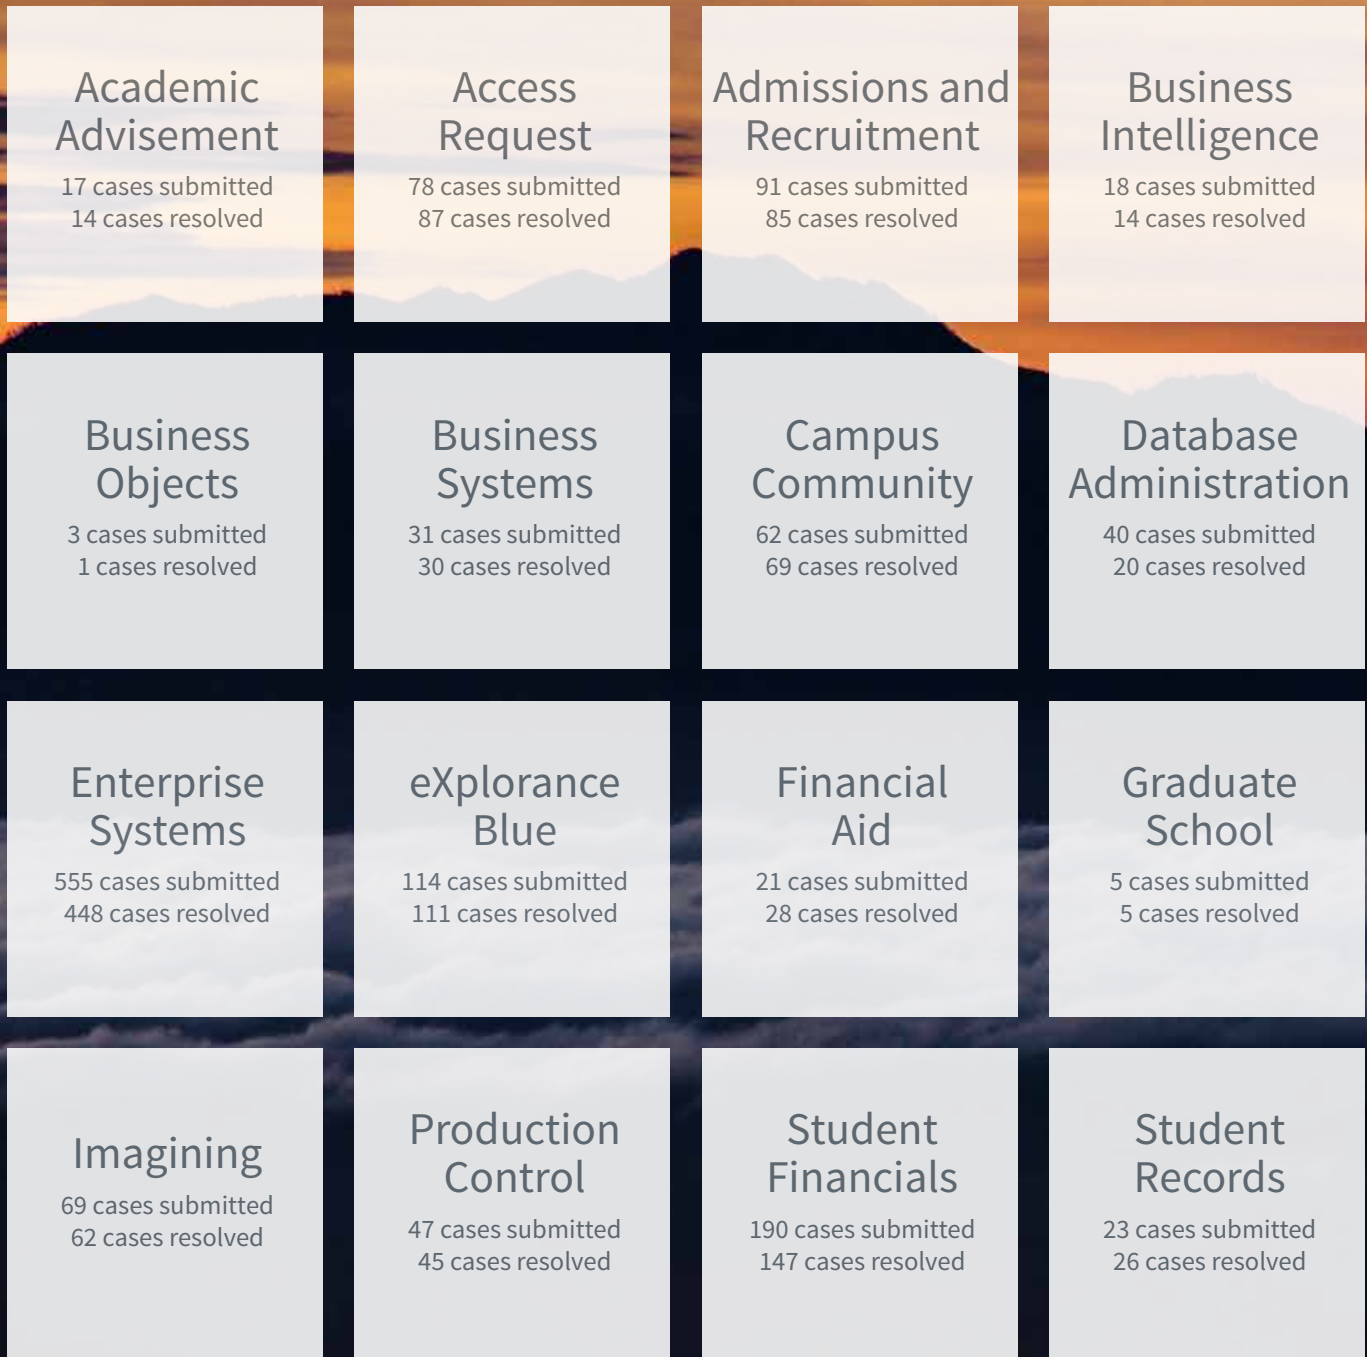 Academic
Advisement
17 cases submitted
14 cases resolved
Access
Request
78 cases submitted
87 cases resolved
Admissions and
Recruitment
91 cases submitted
85 cases resolved
Business
Intelligence
18 cases submitted
14 cases resolved
Business
Objects
3 cases submitted
1 cases resolved
Business
Systems
31 cases submitted
30 cases resolved
Campus
Community
62 cases submitted
69 cases resolved
Database
Administration
40 cases submitted
20 cases resolved
Enterprise
Systems
555 cases submitted
448 cases resolved
eXplorance
Blue
114 cases submitted
111 cases resolved
Financial
Aid
21 cases submitted
28 cases resolved
Graduate
School
5 cases submitted
5 cases resolved
Imagining
69 cases submitted
62 cases resolved
Production
Control
47 cases submitted
45 cases resolved
Student
Financials
190 cases submitted
147 cases resolved
Student
Records
23 cases submitted
26 cases resolved